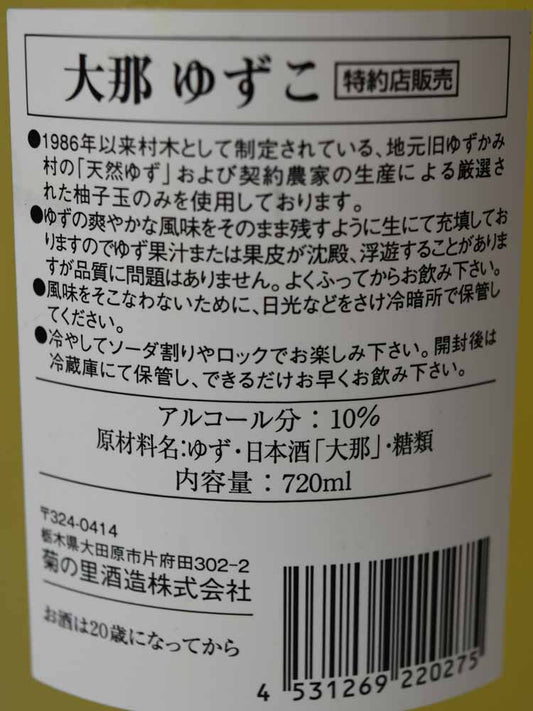 大那 ゆずこ 特約店販売
●1986年以来村木として制定されている、地元旧ゆずかみ
村の「天然ゆず」および契約農家の生産による厳選さ
れた柚子玉のみを使用しております。
●ゆずの爽やかな風味をそのまま残すように生にて充填してお
りますのでゆず果汁または果皮が沈殿、浮遊することがありま
すが品質に問題はありません。よくふってからお飲み下さい。
●風味をそこなわないために、日光などをさけ冷暗所で保管し
てください。
●冷やしてソーダ割りやロックでお楽しみ下さい。開封後は
冷蔵庫にて保管し、できるだけお早くお飲み下さい。
アルコール分：10%
原材料名:ゆず・日本酒「大那」・糖類
内容量：720ml
〒324-0414
栃木県大田原市片府田302-2
菊の里酒造株式会社
お酒は20歳になってから
4 531269 220275